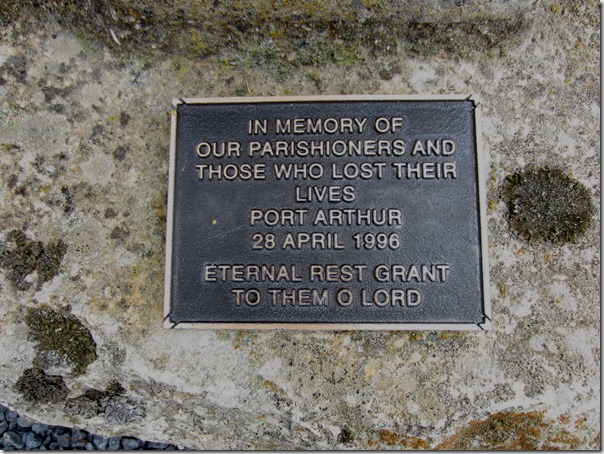 IN MEMORY OF
OUR PARISHIONERS AND
THOSE WHO LOST THEIR
LIVES
PORT ARTHUR
28 APRIL 1996
ETERNAL REST GRANT
TO THEM O LORD